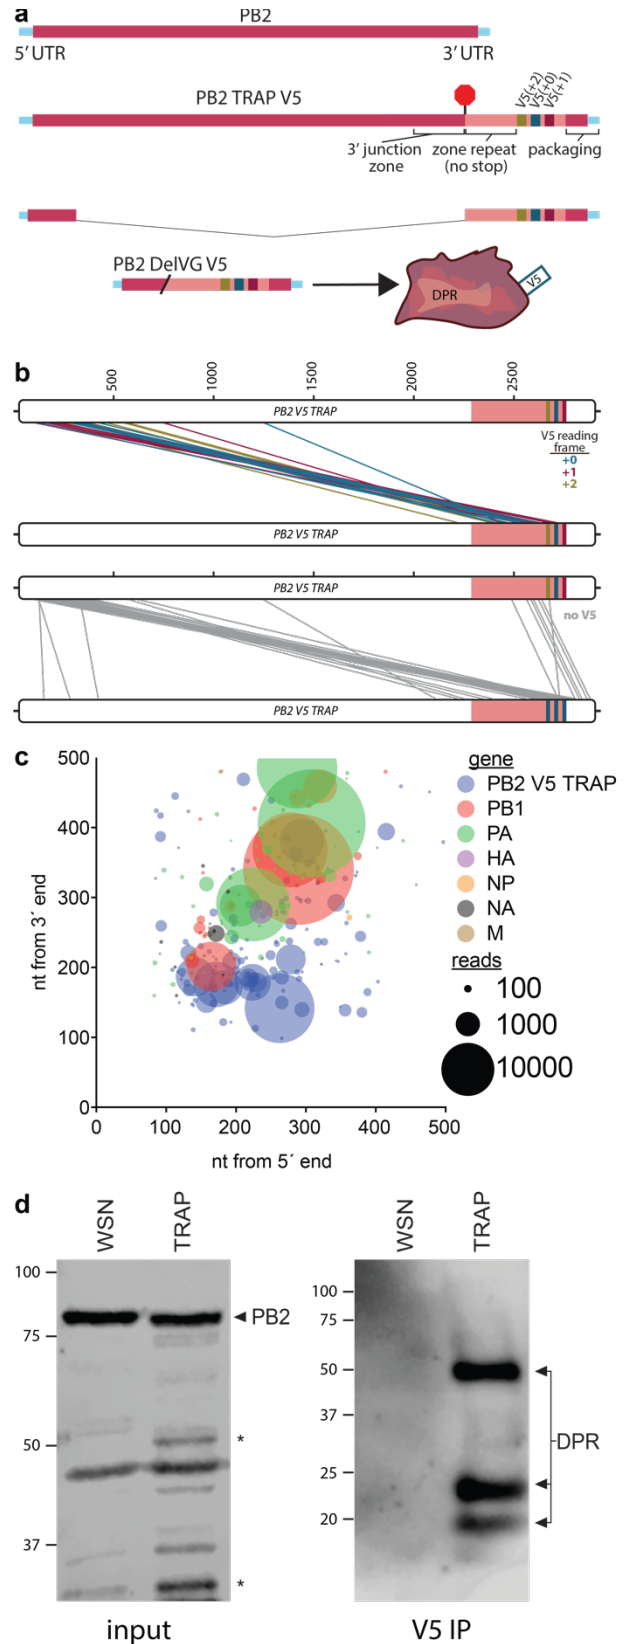 a
PB2
5′ UTR
3′ UTR
PB2 TRAP V5
V5(+2)
V5(+0)
V5(+1)
3′ junction zone
zone repeat (no stop)
packaging
PB2 DelVG V5
DPR
V5
b
500
1000
1500
2000
2500
PB2 V5 TRAP
V5 reading
frame
+0
+1
+2
PB2 V5 TRAP
PB2 V5 TRAP
no V5
PB2 V5 TRAP
c
500
400
300
200
100
0
0
100
200
300
400
500
nt from 3′ end
nt from 5′ end
gene
PB2 V5 TRAP
PB1
PA
HA
NP
NA
M
reads
100
1000
10000
d
WSN
TRAP
100
75
50
37
PB2
*
*
input
WSN
TRAP
100
75
50
37
25
20
DPR
V5 IP